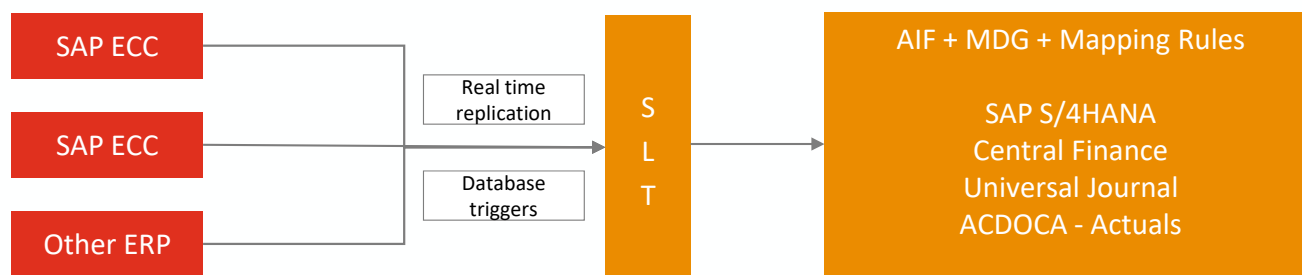 SAP ECC
SAP ECC
Other ERP
Real time
replication
Database
triggers
S
L
T
AIF + MDG + Mapping Rules
SAP S/4HANA
Central Finance
Universal Journal
ACDOCA - Actuals